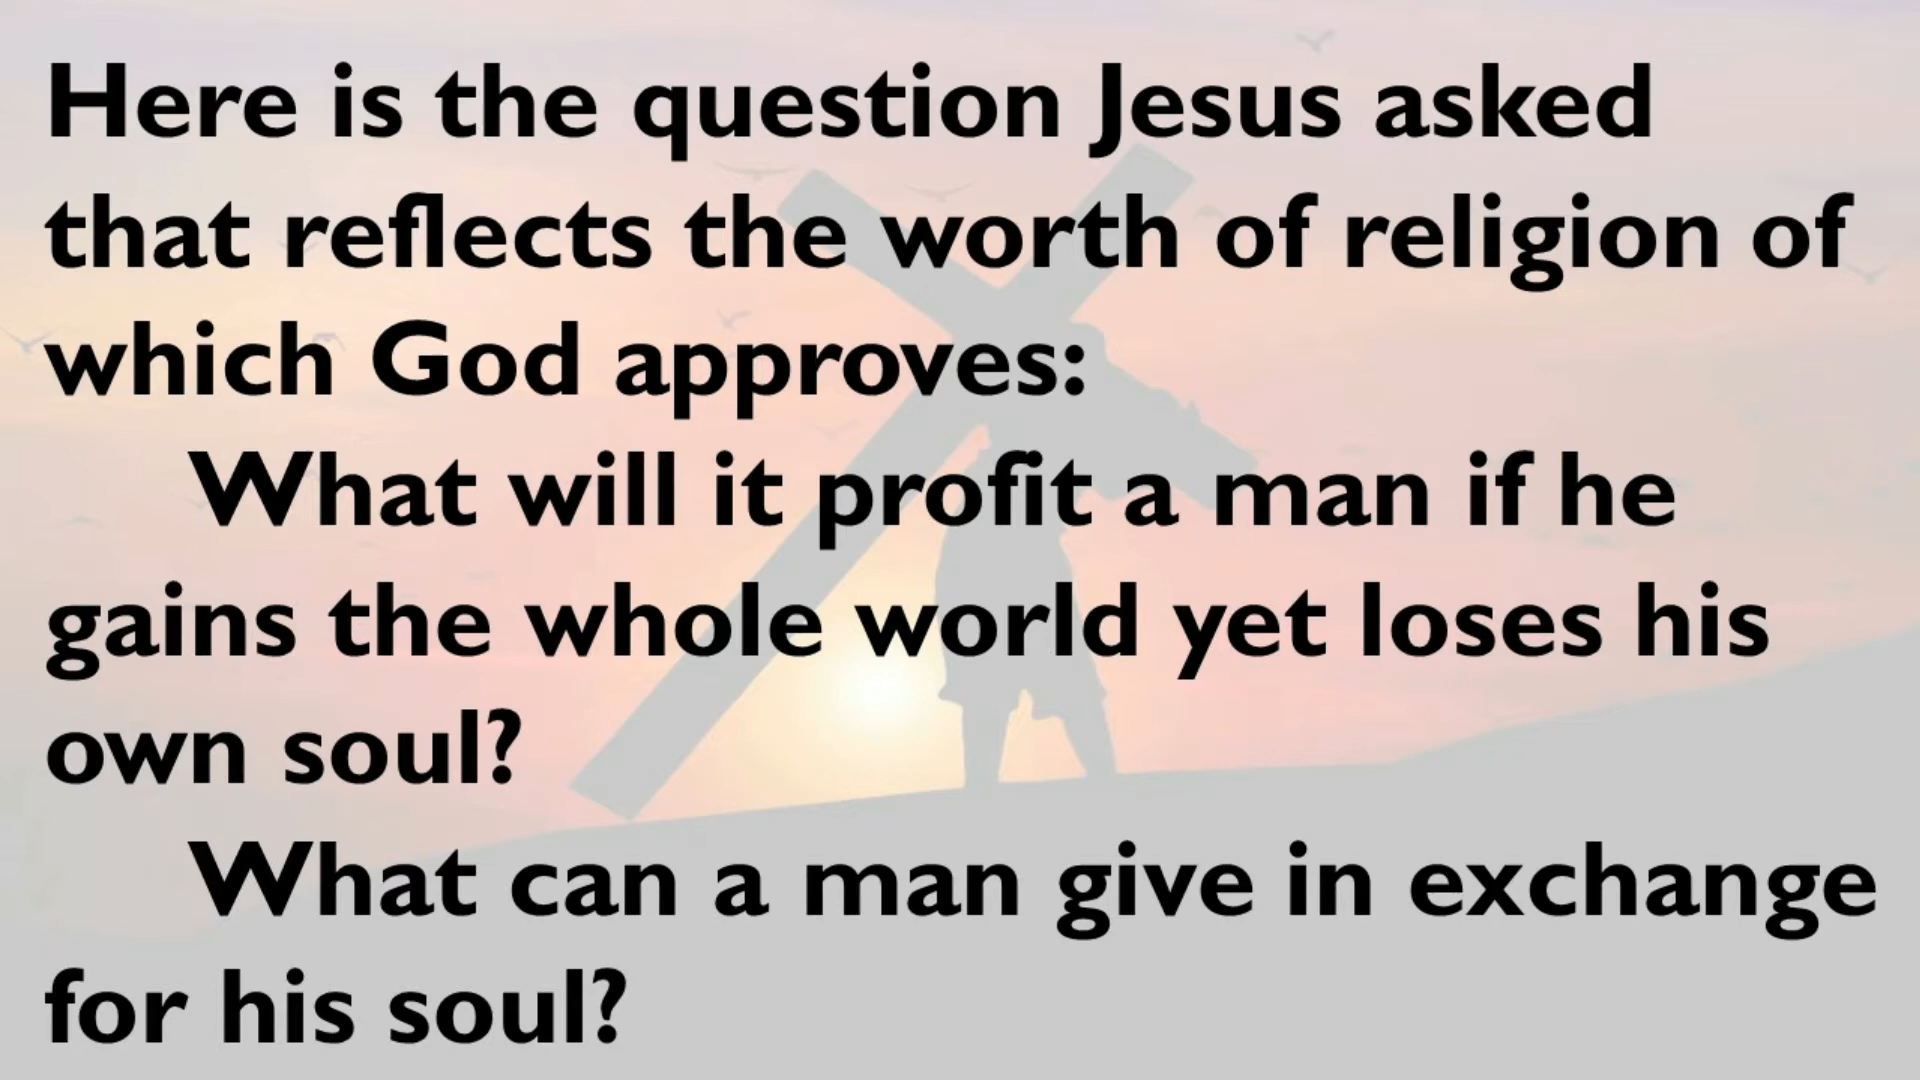 Here is the question Jesus asked
that reflects the worth of religion of
which God approves:
What will it profit a man if he
gains the whole world yet loses his
own soul?
What can a man give in exchange
for his soul?